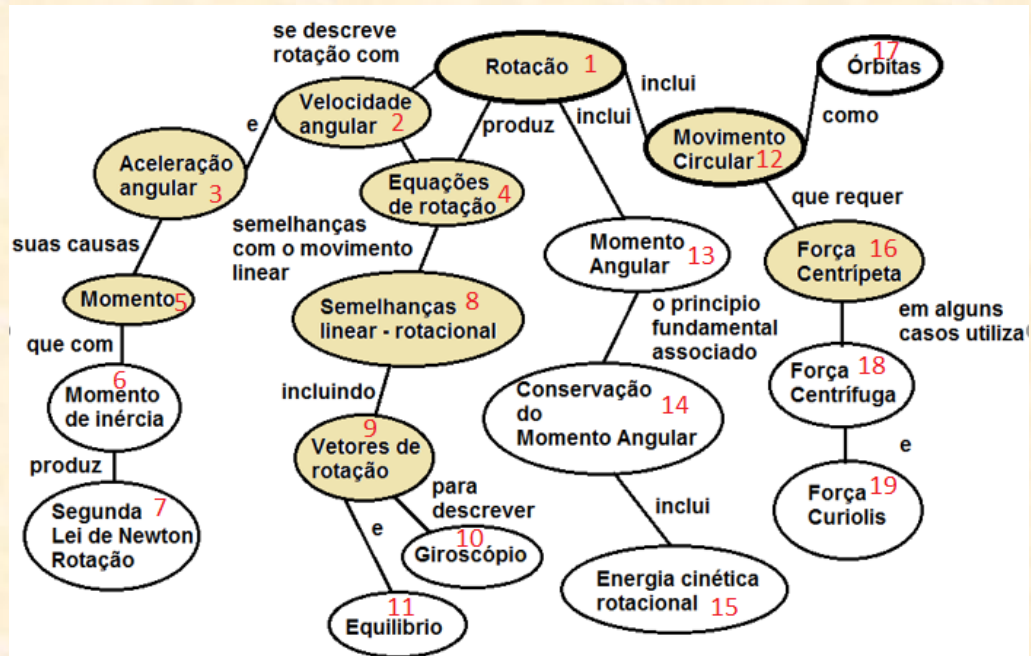 se descreve
rotação com
Rotação 1
inclui
17
Órbitas
Velocidade
angular 2
e
produz
inclui
como
Movimento
Circular 12
Aceleração
angular 3
Equações
de rotação 4
que requer
suas causas
semelhanças
com o movimento
linear
Momento
Angular 13
Força 16
Centrípeta
Momento 5
Semelhanças 8
linear - rotacional
o principio
fundamental
associado
em alguns
casos utiliza
que com
6
Momento
de inércia
incluindo
Conservação
do 14
Momento Angular
Força 18
Centrífuga
9
Vetores de
rotação
e
produz
Segunda 7
Lei de Newton
Rotação
para
descrever
e
10
Giroscópio
inclui
Força 19
Curiolis
11
Equilibrio
Energia cinética
rotacional 15